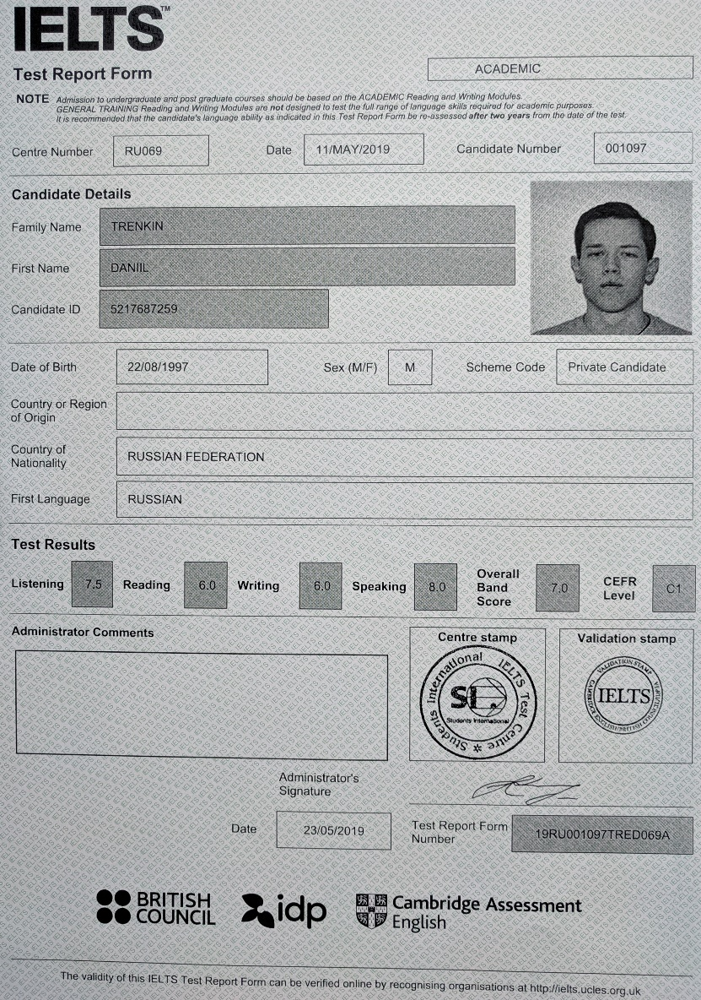 IELTS™
Test Report Form
ACADEMIC
NOTE Admission to undergraduate and post graduate courses should be based on the ACADEMIC Reading and Writing Modules.
GENERAL TRAINING Reading and Writing Modules are not designed to test the full range of language skills required for academic purposes.
It is recommended that the candidate's language ability as indicated in this Test Report Form be re-assessed after two years from the date of the test.
Centre Number RU069 Date 11/MAY/2019 Candidate Number 001097
Candidate Details
Family Name TRENKIN
First Name DANIIL
Candidate ID 5217687259
Date of Birth 22/08/1997 Sex (M/F) M Scheme Code Private Candidate
Country or Region
of Origin
Country of
Nationality
RUSSIAN FEDERATION
First Language RUSSIAN
Test Results
Listening 7.5 Reading 6.0 Writing 6.0 Speaking 8.0
Overall
Band
Score
7.0
CEFR
Level
C1
Administrator Comments
Centre stamp
Students International IELTS Test Centre
SI.
Students International
Validation stamp
VALIDATION STAMP
IELTS
Administrator's
Signature
Date 23/05/2019
Test Report Form
Number
19RU001097TRED069A
BRITISH
COUNCIL
idp
Cambridge Assessment
English
The validity of this IELTS Test Report Form can be verified online by recognising organisations at http://ielts.ucles.org.uk